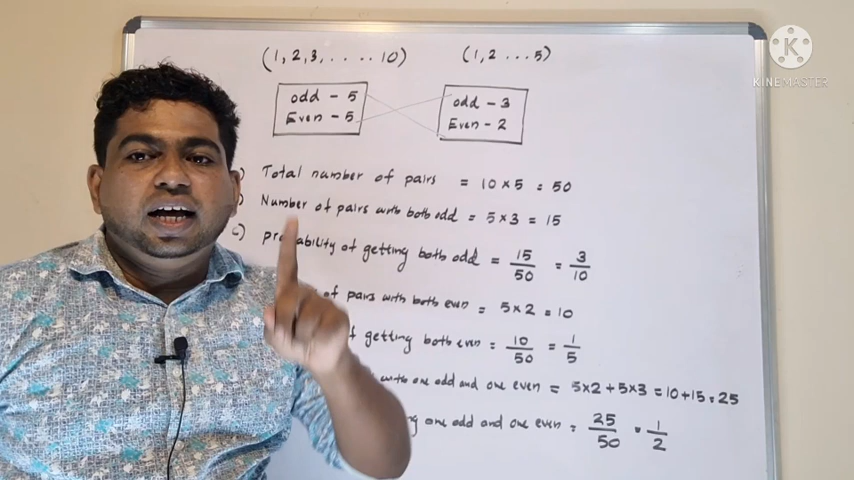 (1, 2, 3, ..... 10) (1, 2 ... 5)
K
KINEMASTER
odd - 5
Even - 5
odd - 3
Even - 2
Total number of pairs = 10 × 5 = 50
Number of pairs with both odd = 5 × 3 = 15
c) probability of getting both odd = 15/50 = 3/10
of pairs with both even = 5 × 2 = 10
getting both even = 10/50 = 1/5
with one odd and one even = 5×2 + 5×3 = 10 + 15 = 25
one odd and one even = 25/50 = 1/2